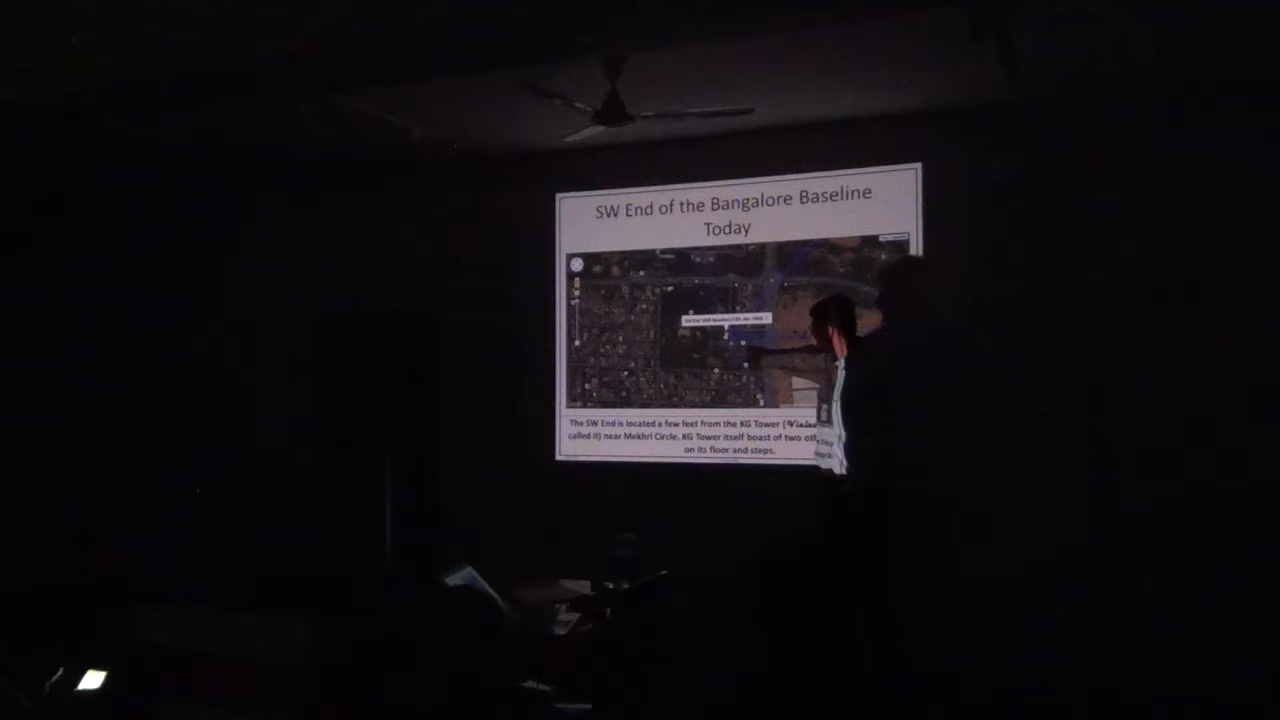 SW End of the Bangalore Baseline
Today
The SW End is located a few feet from the KG Tower (
called it) near Mekhri Circle. KG Tower itself boast of two
on its floor and steps.